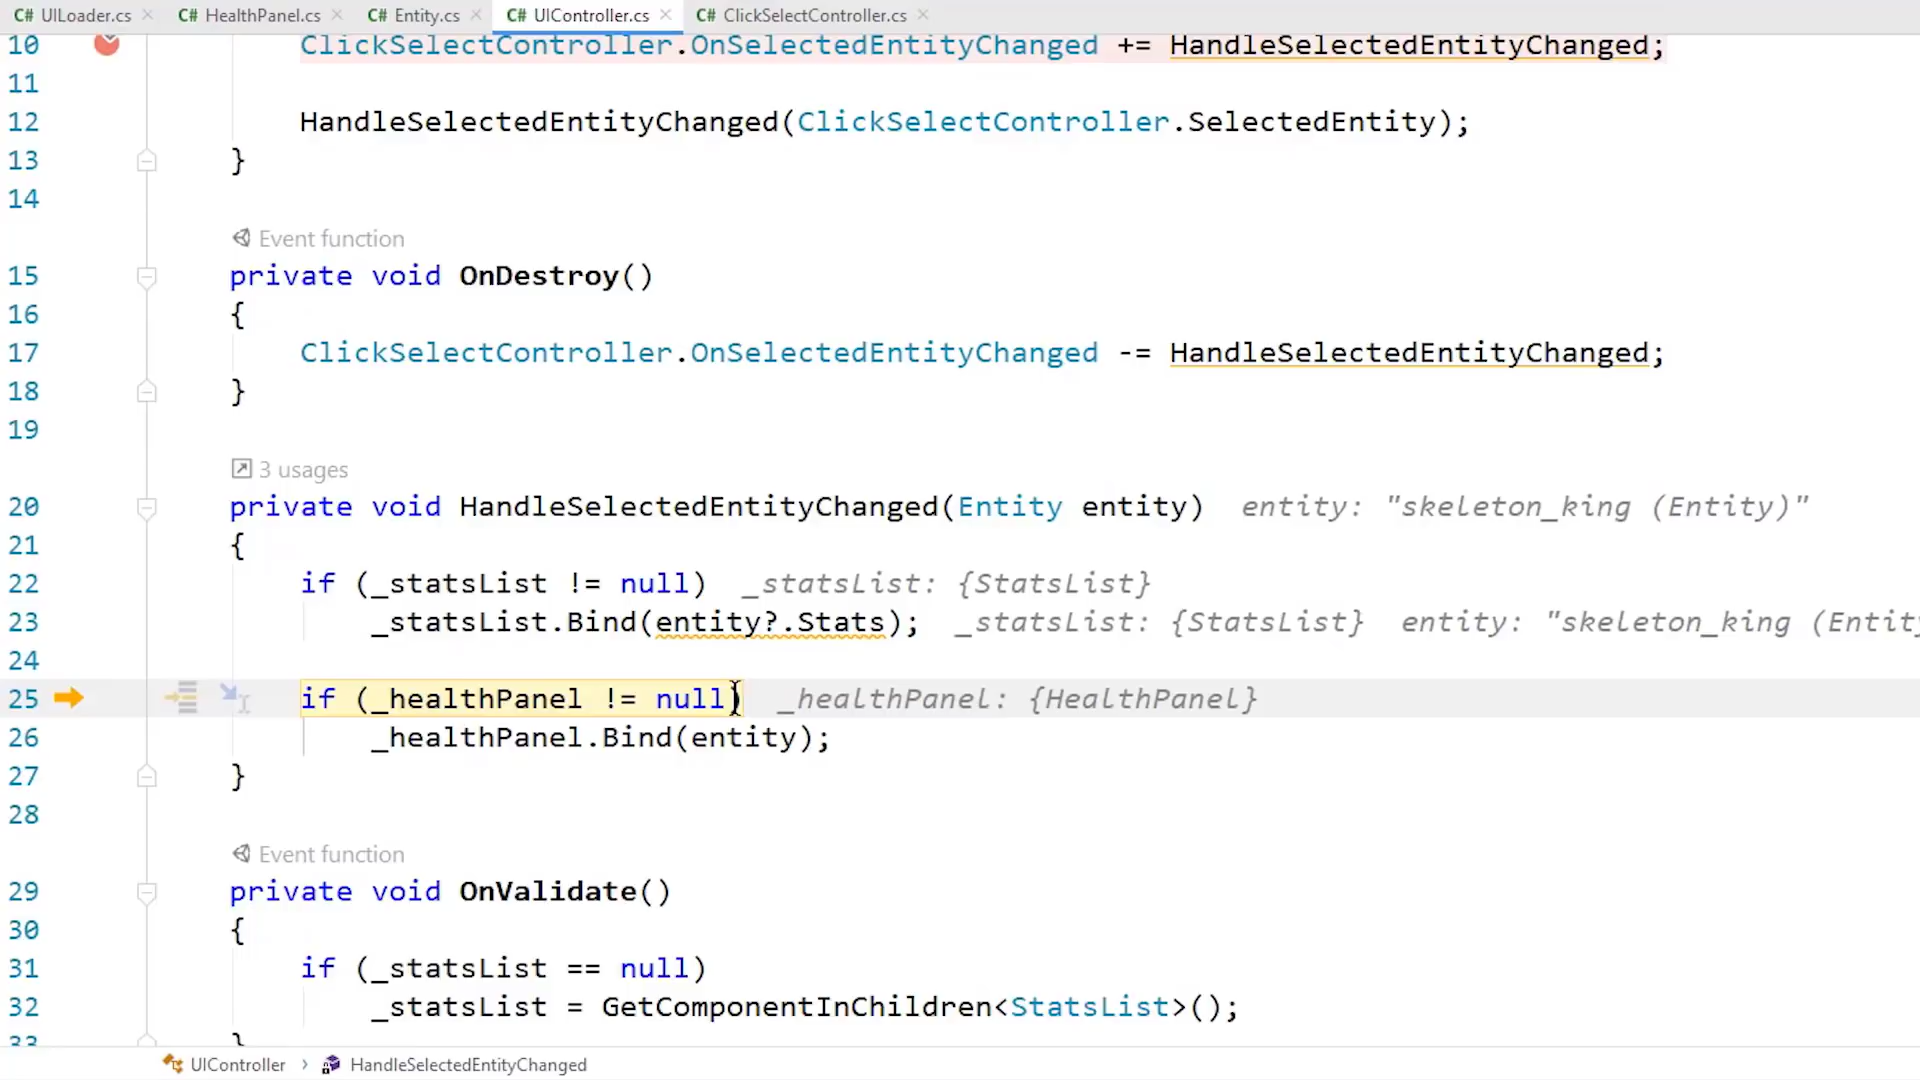 C# UILoader.cs × C# HealthPanel.cs × C# Entity.cs × C# UIController.cs × C# ClickSelectController.cs ×
10 ClickSelectController.OnSelectedEntityChanged += HandleSelectedEntityChanged;
11
12 HandleSelectedEntityChanged(ClickSelectController.SelectedEntity);
13 }
14
Event function
15 private void OnDestroy()
16 {
17 ClickSelectController.OnSelectedEntityChanged -= HandleSelectedEntityChanged;
18 }
19
3 usages
20 private void HandleSelectedEntityChanged(Entity entity) entity: "skeleton_king (Entity)"
21 {
22 if (_statsList != null) _statsList: {StatsList}
23 _statsList.Bind(entity?.Stats); _statsList: {StatsList} entity: "skeleton_king (Entity
24
25 if (_healthPanel != null) _healthPanel: {HealthPanel}
26 _healthPanel.Bind(entity);
27 }
28
Event function
29 private void OnValidate()
30 {
31 if (_statsList == null)
32 _statsList = GetComponentInChildren<StatsList>();
33 }
UIController › HandleSelectedEntityChanged